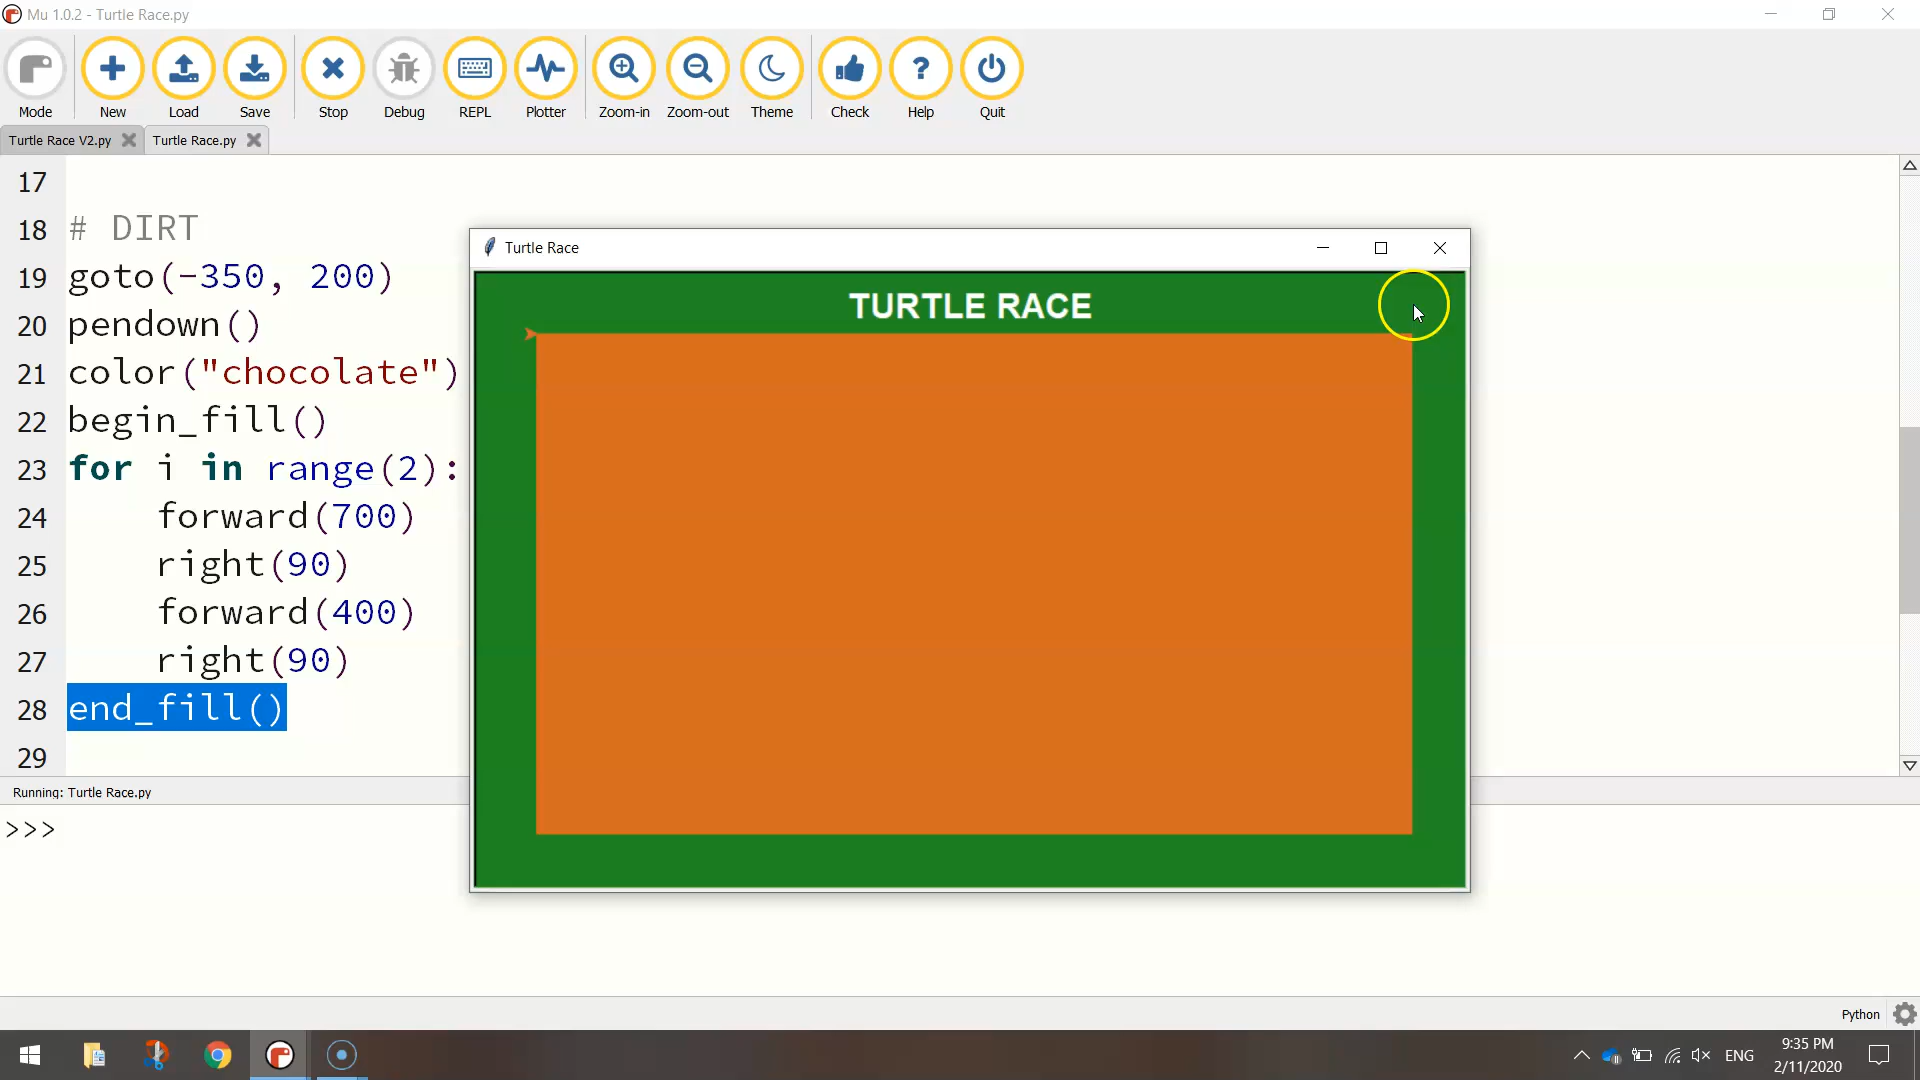 Mu 1.0.2 - Turtle Race.py
Mode New Load Save Stop Debug REPL Plotter Zoom-in Zoom-out Theme Check Help Quit
Turtle Race V2.py Turtle Race.py
17
18 # DIRT
19 goto(-350, 200)
20 pendown()
21 color("chocolate")
22 begin_fill()
23 for i in range(2):
24 forward(700)
25 right(90)
26 forward(400)
27 right(90)
28 end_fill()
29
Turtle Race
TURTLE RACE
Running: Turtle Race.py
>>>
Python
ENG
9:35 PM
2/11/2020